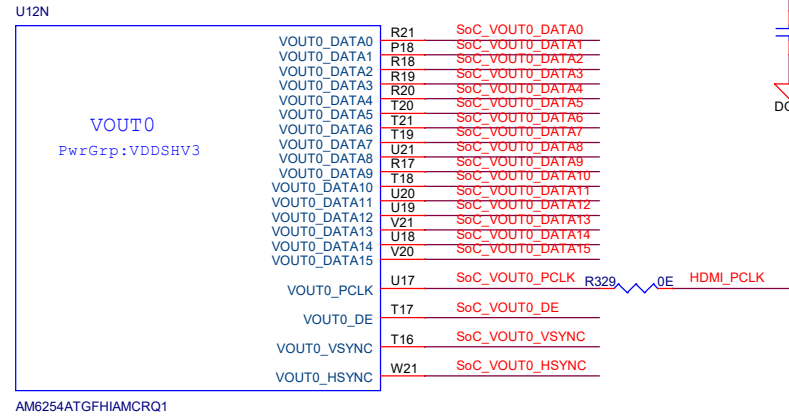 U12N
VOUT0_DATA0 R21 SoC_VOUT0_DATA0
VOUT0_DATA1 P18 SoC_VOUT0_DATA1
VOUT0_DATA2 R18 SoC_VOUT0_DATA2
VOUT0_DATA3 R19 SoC_VOUT0_DATA3
VOUT0_DATA4 R20 SoC_VOUT0_DATA4
VOUT0_DATA5 T20 SoC_VOUT0_DATA5
VOUT0_DATA6 T21 SoC_VOUT0_DATA6
VOUT0_DATA7 T19 SoC_VOUT0_DATA7
VOUT0_DATA8 U21 SoC_VOUT0_DATA8
VOUT0_DATA9 R17 SoC_VOUT0_DATA9
VOUT0_DATA10 T18 SoC_VOUT0_DATA10
VOUT0_DATA11 U20 SoC_VOUT0_DATA11
VOUT0_DATA12 U19 SoC_VOUT0_DATA12
VOUT0_DATA13 V21 SoC_VOUT0_DATA13
VOUT0_DATA14 U18 SoC_VOUT0_DATA14
VOUT0_DATA15 V20 SoC_VOUT0_DATA15
VOUT0
PwrGrp:VDDSHV3
VOUT0_PCLK U17 SoC_VOUT0_PCLK R329 0E HDMI_PCLK
VOUT0_DE T17 SoC_VOUT0_DE
VOUT0_VSYNC T16 SoC_VOUT0_VSYNC
VOUT0_HSYNC W21 SoC_VOUT0_HSYNC
AM6254ATGFHIAMCRQ1